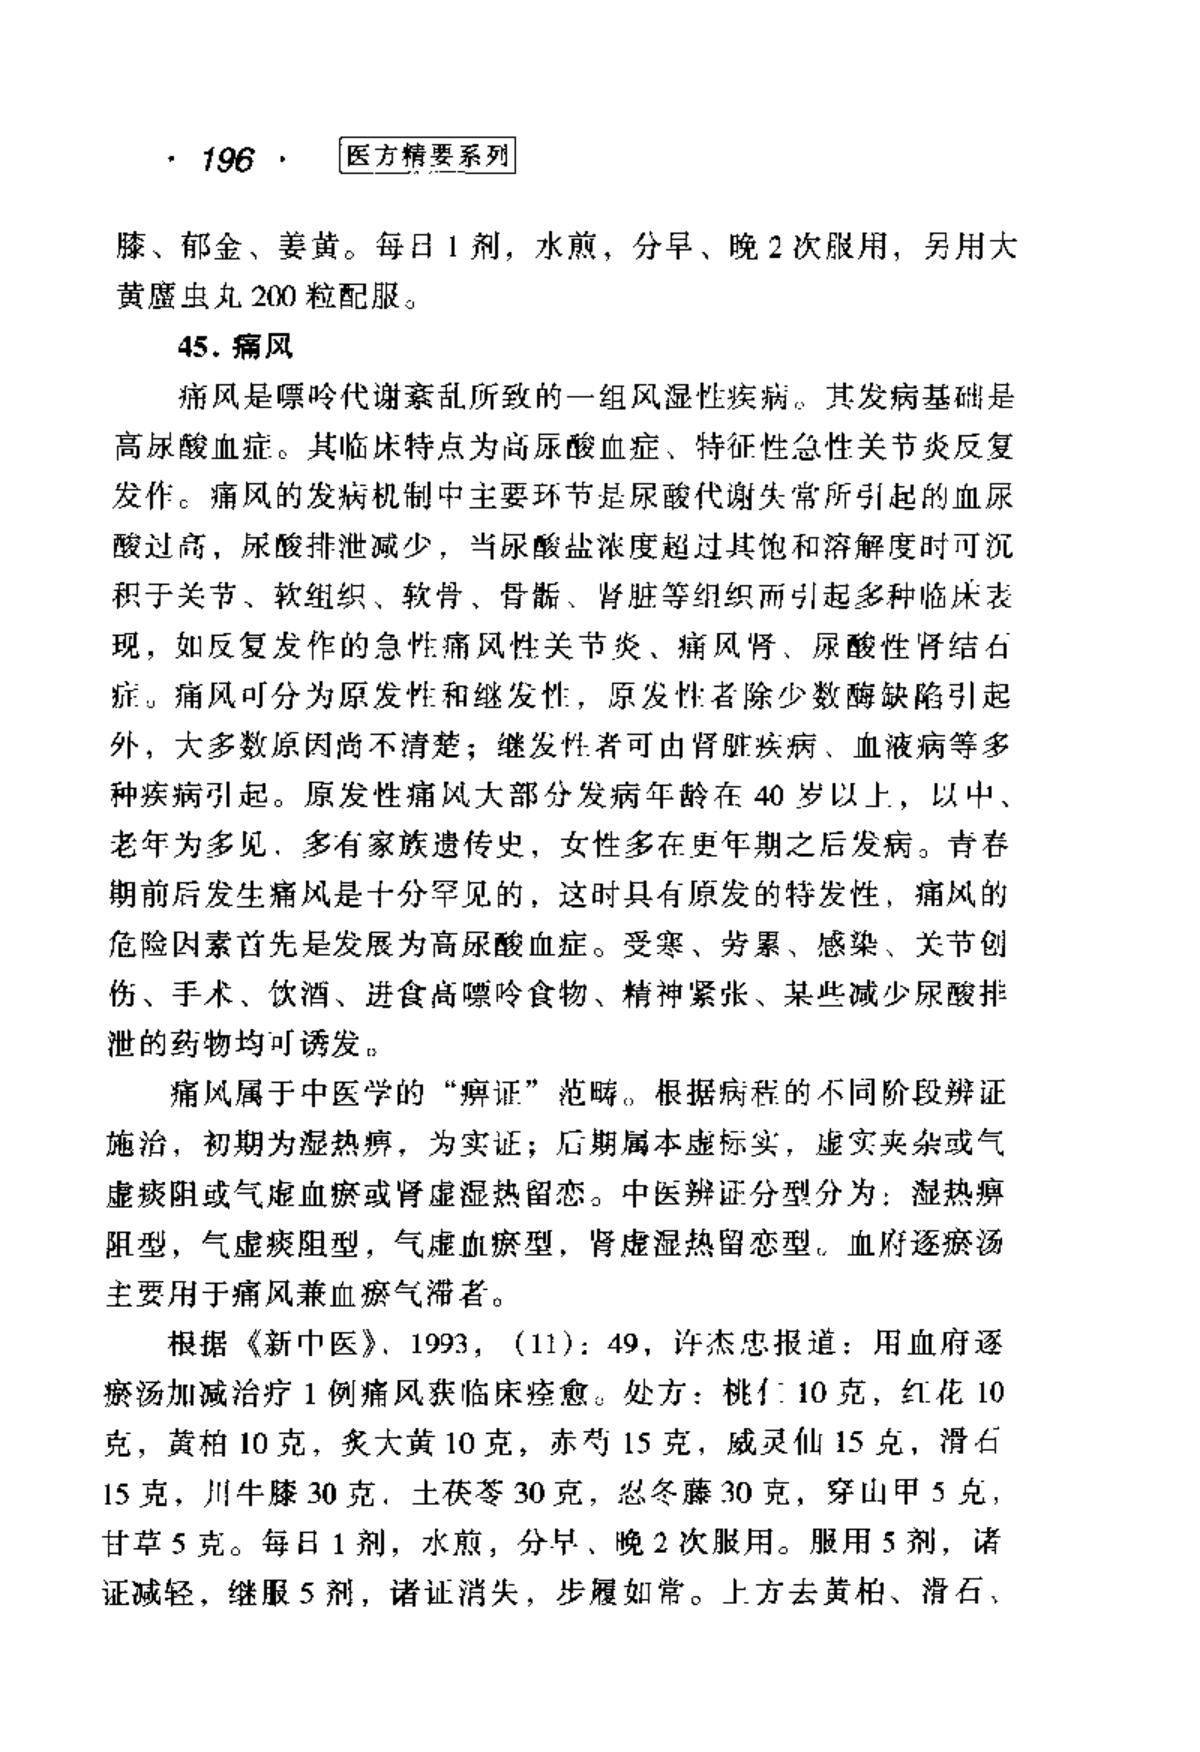 · 196 · 医方精要系列
膝、郁金、姜黄。每日 1 剂，水煎，分早、晚 2 次服用，另用大
黄䗪虫丸 200 粒配服。
45. 痛风
痛风是嘌呤代谢紊乱所致的一组风湿性疾病。其发病基础是
高尿酸血症。其临床特点为高尿酸血症、特征性急性关节炎反复
发作。痛风的发病机制中主要环节是尿酸代谢失常所引起的血尿
酸过高，尿酸排泄减少，当尿酸盐浓度超过其饱和溶解度时可沉
积于关节、软组织、软骨、骨骺、肾脏等组织而引起多种临床表
现，如反复发作的急性痛风性关节炎、痛风肾、尿酸性肾结石
症。痛风可分为原发性和继发性，原发性者除少数酶缺陷引起
外，大多数原因尚不清楚；继发性者可由肾脏疾病、血液病等多
种疾病引起。原发性痛风大部分发病年龄在 40 岁以上，以中、
老年为多见，多有家族遗传史，女性多在更年期之后发病。青春
期前后发生痛风是十分罕见的，这时具有原发的特发性，痛风的
危险因素首先是发展为高尿酸血症。受寒、劳累、感染、关节创
伤、手术、饮酒、进食高嘌呤食物、精神紧张、某些减少尿酸排
泄的药物均可诱发。
痛风属于中医学的“痹证”范畴。根据病程的不同阶段辨证
施治，初期为湿热痹，为实证；后期属本虚标实，虚实夹杂或气
虚痰阻或气虚血瘀或肾虚湿热留恋。中医辨证分型分为：湿热痹
阻型，气虚痰阻型，气虚血瘀型，肾虚湿热留恋型。血府逐瘀汤
主要用于痛风兼血瘀气滞者。
根据《新中医》，1993，（11）：49，许杰忠报道：用血府逐
瘀汤加减治疗 1 例痛风获临床痊愈。处方：桃仁 10 克，红花 10
克，黄柏 10 克，炙大黄 10 克，赤芍 15 克，威灵仙 15 克，滑石
15 克，川牛膝 30 克，土茯苓 30 克，忍冬藤 30 克，穿山甲 5 克，
甘草 5 克。每日 1 剂，水煎，分早、晚 2 次服用。服用 5 剂，诸
证减轻，继服 5 剂，诸证消失，步履如常。上方去黄柏、滑石、